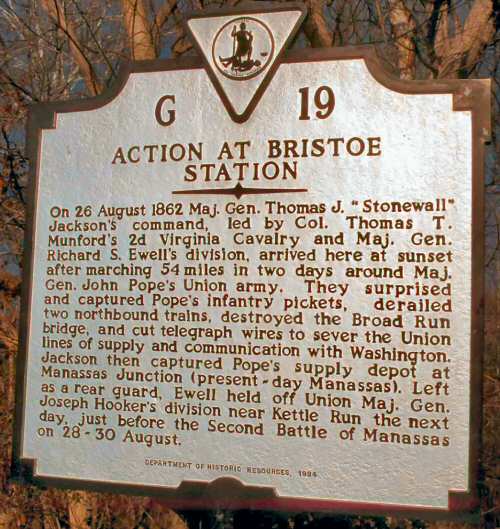 G 19
ACTION AT BRISTOE
STATION
On 26 August 1862 Maj. Gen. Thomas J. "Stonewall"
Jackson's command, led by Col. Thomas T.
Munford's 2d Virginia Cavalry and Maj. Gen.
Richard S. Ewell's division, arrived here at sunset
after marching 54 miles in two days around Maj.
Gen. John Pope's Union army. They surprised
and captured Pope's infantry pickets, derailed
two northbound trains, destroyed the Broad Run
bridge, and cut telegraph wires to sever the Union
lines of supply and communication with Washington.
Jackson then captured Pope's supply depot at
Manassas Junction (present-day Manassas). Left
as a rear guard, Ewell held off Union Maj. Gen.
Joseph Hooker's division near Kettle Run the next
day, just before the Second Battle of Manassas
on 28-30 August.
DEPARTMENT OF HISTORIC RESOURCES, 1994